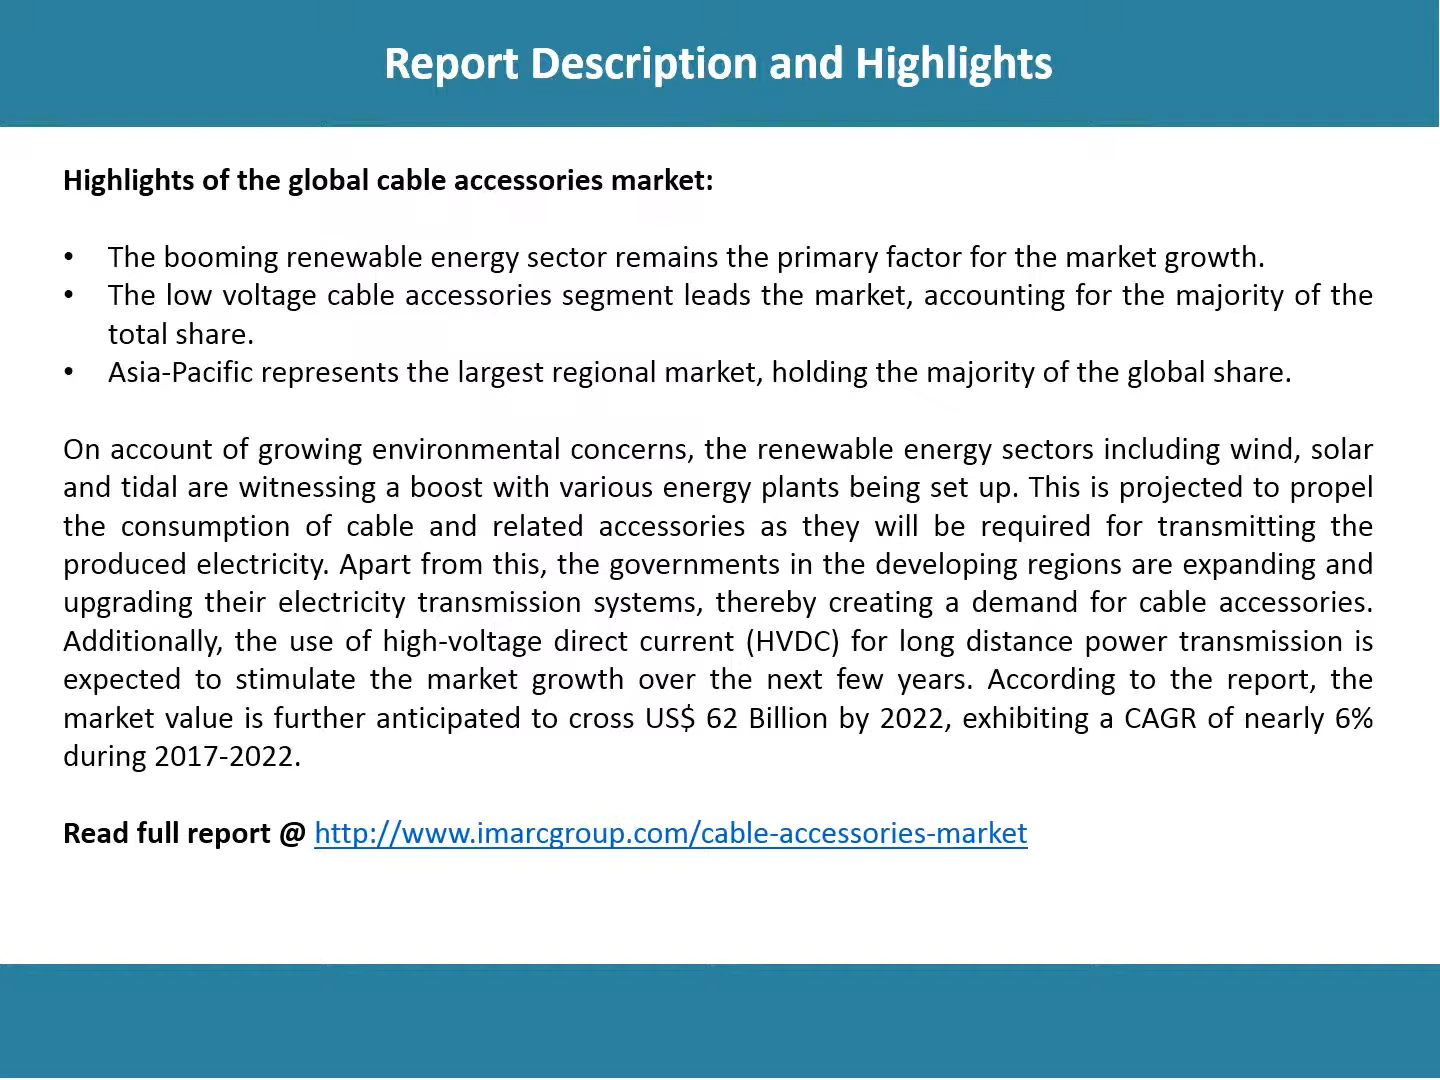 Report Description and Highlights
Highlights of the global cable accessories market:
• The booming renewable energy sector remains the primary factor for the market growth.
• The low voltage cable accessories segment leads the market, accounting for the majority of the
total share.
• Asia-Pacific represents the largest regional market, holding the majority of the global share.
On account of growing environmental concerns, the renewable energy sectors including wind, solar
and tidal are witnessing a boost with various energy plants being set up. This is projected to propel
the consumption of cable and related accessories as they will be required for transmitting the
produced electricity. Apart from this, the governments in the developing regions are expanding and
upgrading their electricity transmission systems, thereby creating a demand for cable accessories.
Additionally, the use of high-voltage direct current (HVDC) for long distance power transmission is
expected to stimulate the market growth over the next few years. According to the report, the
market value is further anticipated to cross US$ 62 Billion by 2022, exhibiting a CAGR of nearly 6%
during 2017-2022.
Read full report @ http://www.imarcgroup.com/cable-accessories-market